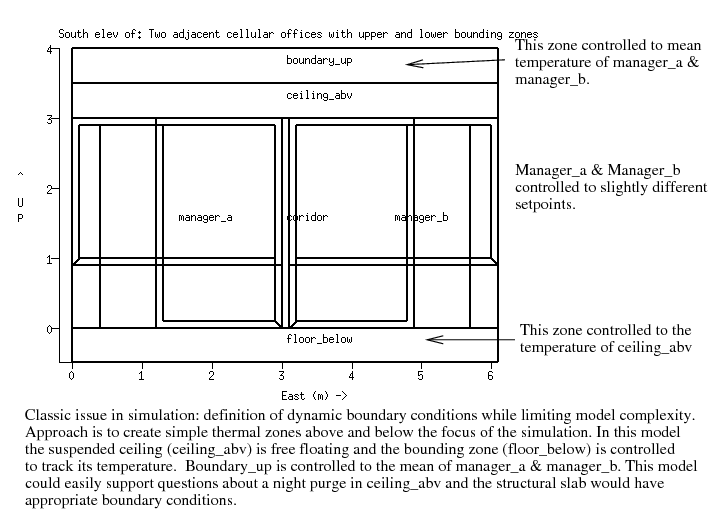 South elev of: Two adjacent cellular offices with upper and lower bounding zones
This zone controlled to mean
temperature of manager_a &
manager_b.
boundary_up
ceiling_abv
Manager_a & Manager_b
controlled to slightly different
setpoints.
manager_a
coridor
manager_b
This zone controlled to the
temperature of ceiling_abv
floor_below
4
3
2
1
0
^
U
P
0 1 2 3 4 5 6
East (m) ->
Classic issue in simulation: definition of dynamic boundary conditions while limiting model complexity.
Approach is to create simple thermal zones above and below the focus of the simulation. In this model
the suspended ceiling (ceiling_abv) is free floating and the bounding zone (floor_below) is controlled
to track its temperature. Boundary_up is controlled to the mean of manager_a & manager_b. This model
could easily support questions about a night purge in ceiling_abv and the structural slab would have
appropriate boundary conditions.